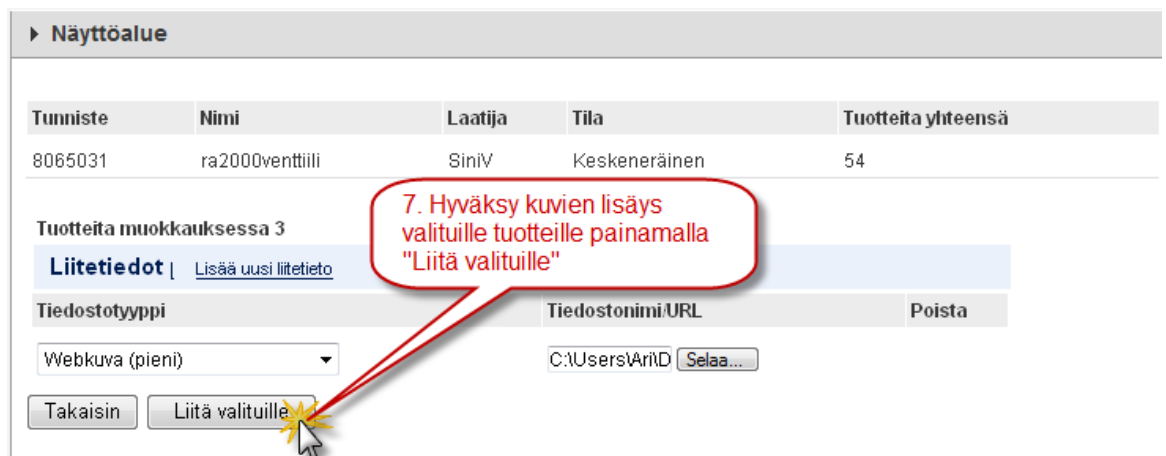 Näyttöalue
Tunniste Nimi Laatija Tila Tuotteita yhteensä
8065031 ra2000venttiili SiniV Keskeneräinen 54
7. Hyväksy kuvien lisäys
valituille tuotteille painamalla
"Liitä valituille"
Tuotteita muokkauksessa 3
Liitetiedot | Lisää uusi liitetieto
Tiedostotyyppi Tiedostonimi/URL Poista
Webkuva (pieni) C:\Users\Ari\D Selaa...
Takaisin Liitä valituille